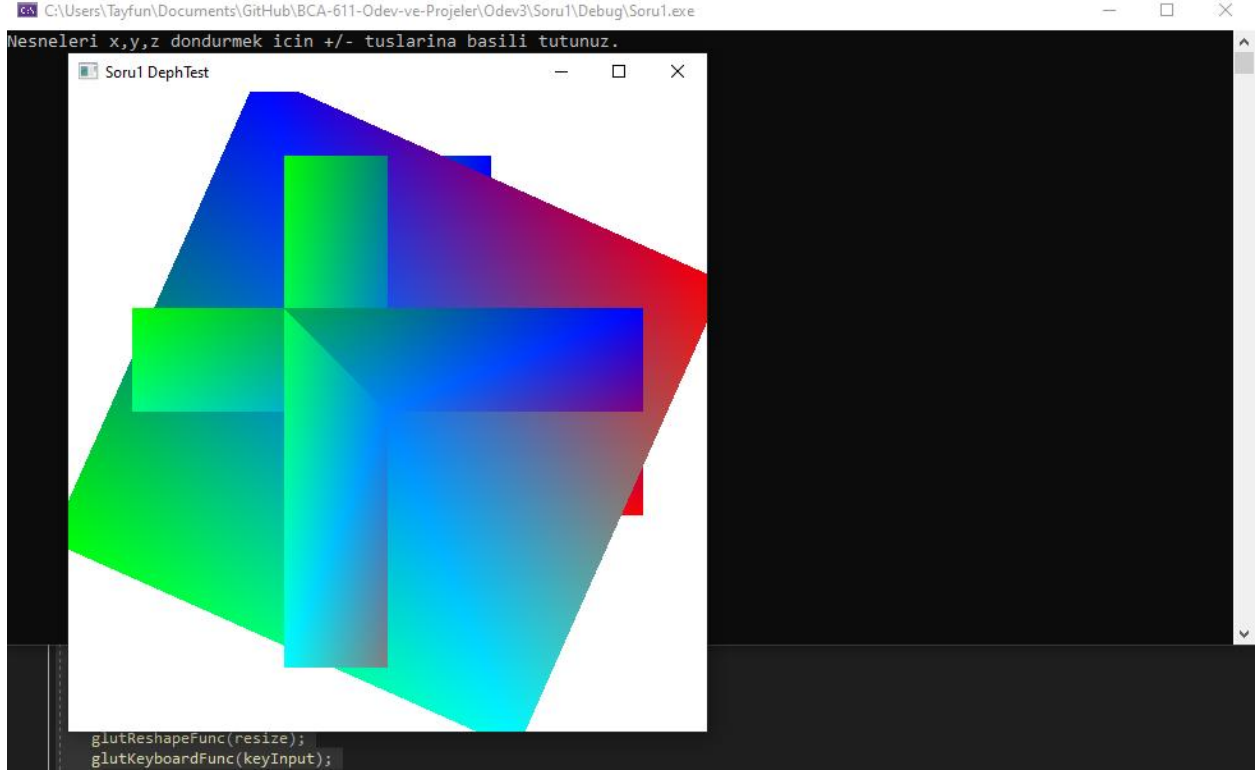 C:\Users\Tayfun\Documents\GitHub\BCA-611-Odev-ve-Projeler\Odev3\Soru1\Debug\Soru1.exe
Nesneleri x,y,z dondurmek icin +/- tuslarina basili tutunuz.
Soru1 DephTest
glutReshapeFunc(resize);
glutKeyboardFunc(keyInput);